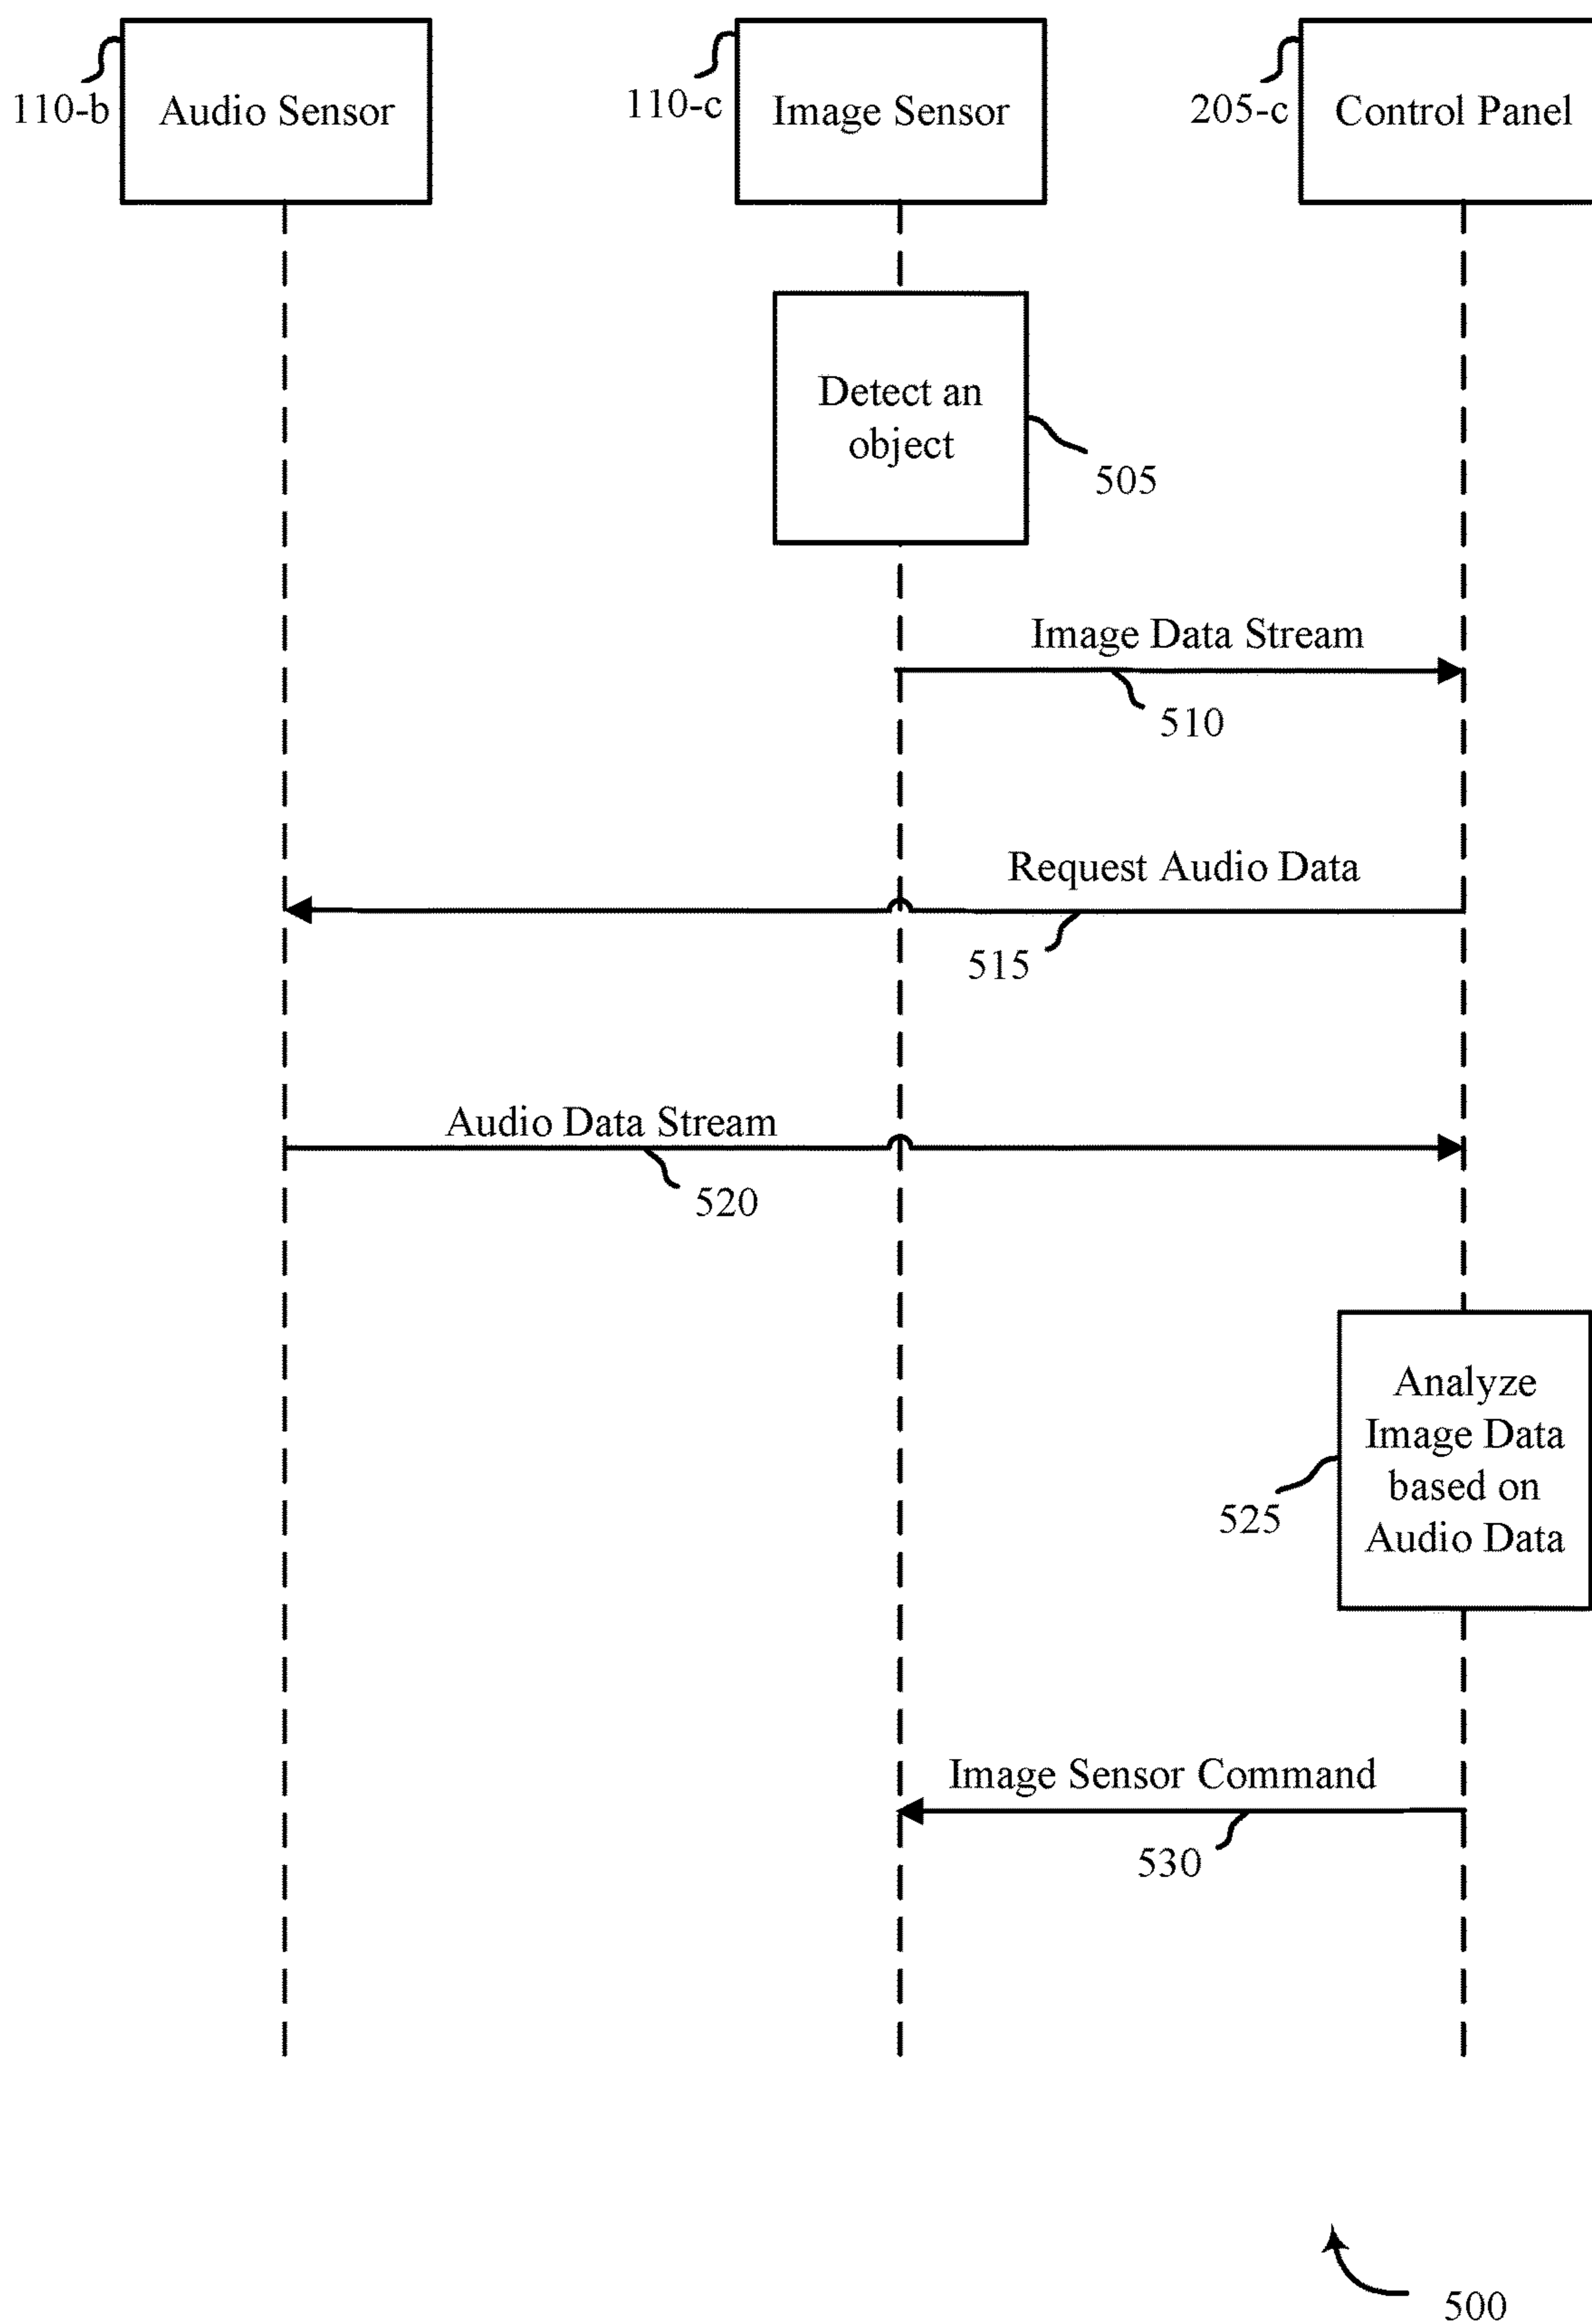 110-b
Audio Sensor
110-c
Image Sensor
205-c
Control Panel
Detect an
object
505
Image Data Stream
510
Request Audio Data
515
Audio Data Stream
520
Analyze
Image Data
based on
Audio Data
525
Image Sensor Command
530
500